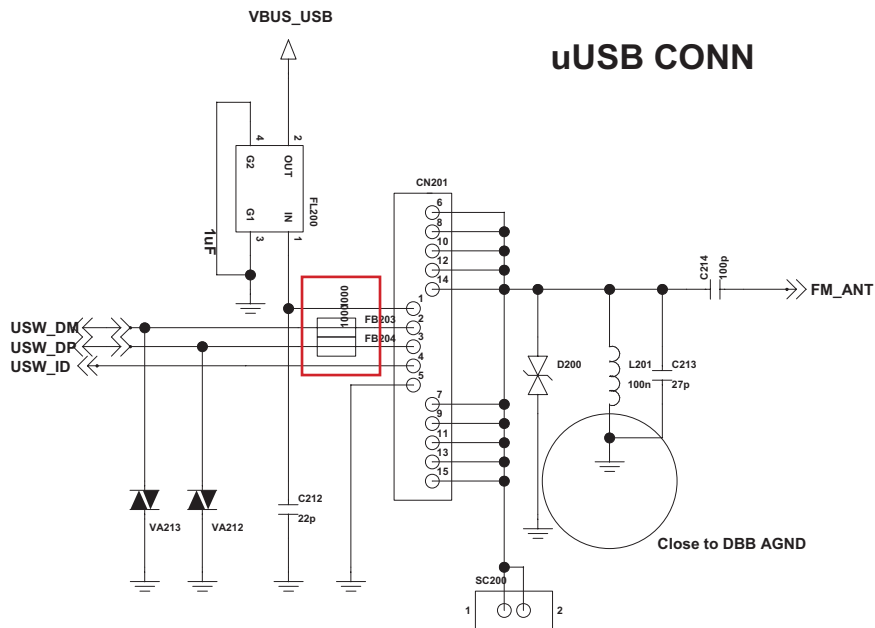 VBUS_USB
uUSB CONN
4
2
G2
OUT
FL200
G1
IN
3
1
1uF
CN201
6
8
10
12
14
1
2
3
4
5
7
9
11
13
15
FB203
FB204
USW_DM
USW_DP
USW_ID
C214
100p
FM_ANT
D200
L201
100n
C213
27p
VA213
VA212
C212
22p
Close to DBB AGND
SC200
1
2